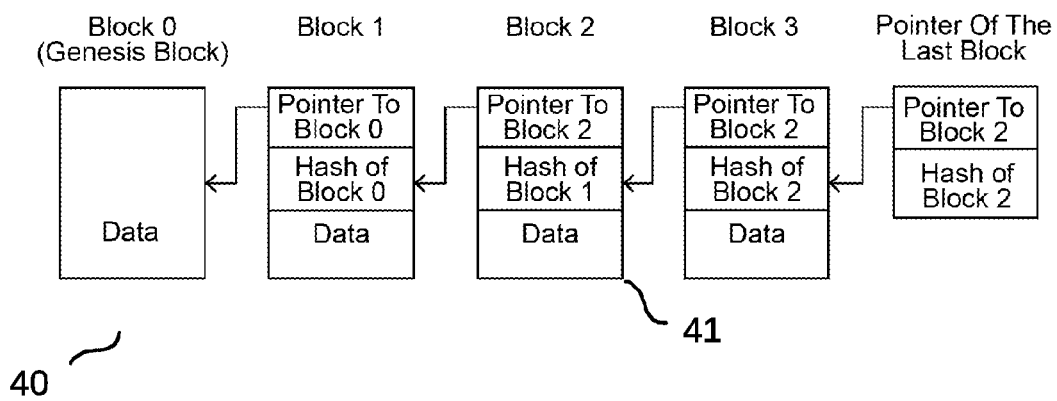 Block 0
(Genesis Block)
Block 1
Block 2
Block 3
Pointer Of The
Last Block
Data
Pointer To
Block 0
Hash of
Block 0
Data
Pointer To
Block 2
Hash of
Block 1
Data
Pointer To
Block 2
Hash of
Block 2
Data
Pointer To
Block 2
Hash of
Block 2
41
40